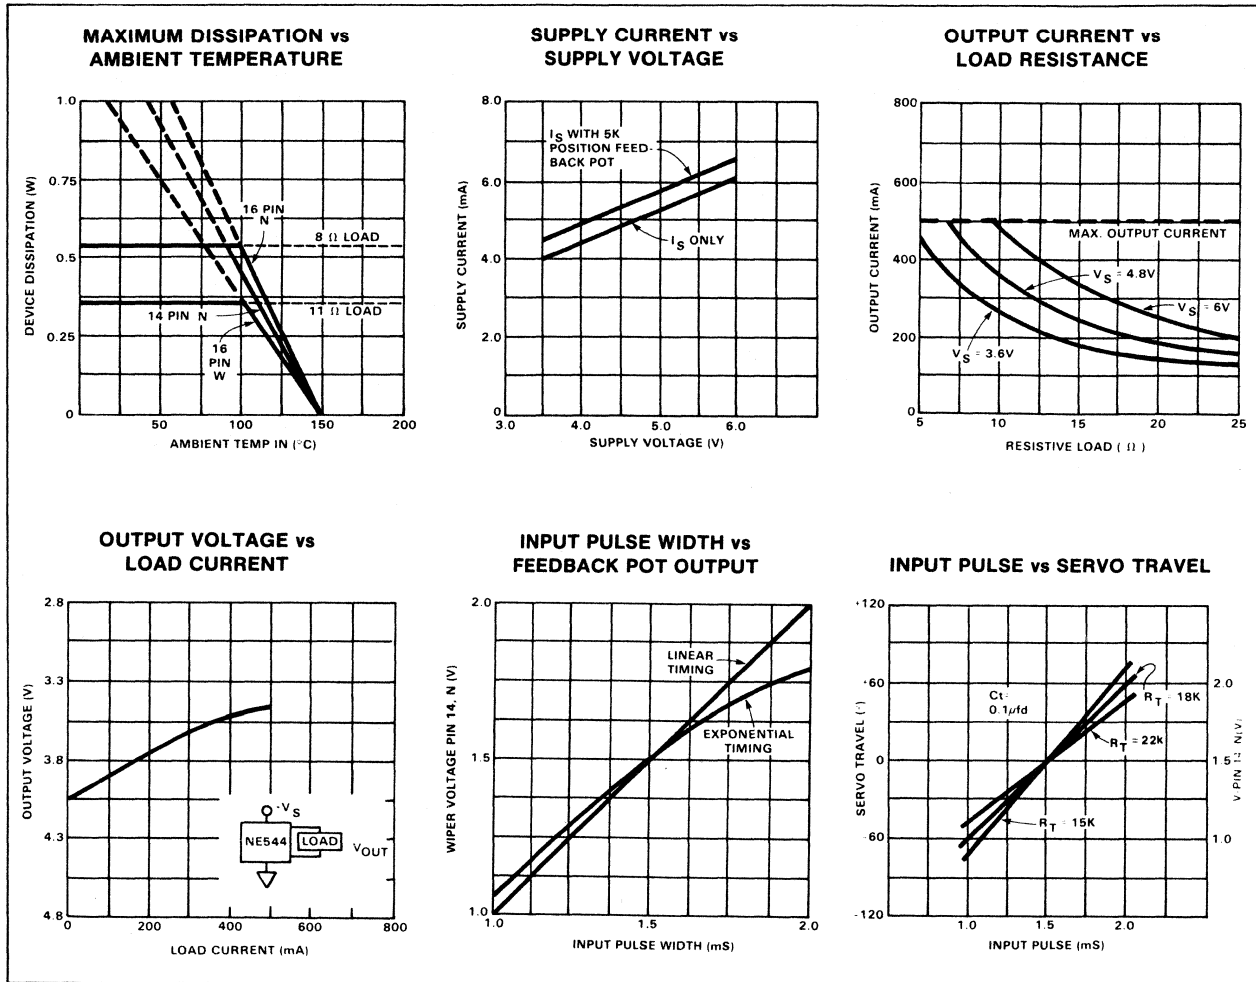 MAXIMUM DISSIPATION vs
AMBIENT TEMPERATURE
1.0
0.75
0.5
0.25
0
DEVICE DISSIPATION (W)
16 PIN
N
8 Ω LOAD
11 Ω LOAD
14 PIN N
16
PIN
W
50
100
150
200
AMBIENT TEMP IN (°C)
SUPPLY CURRENT vs
SUPPLY VOLTAGE
8.0
6.0
4.0
2.0
0
SUPPLY CURRENT (mA)
IS WITH 5K
POSITION FEED-
BACK POT
IS ONLY
3.0
4.0
5.0
6.0
SUPPLY VOLTAGE (V)
OUTPUT CURRENT vs
LOAD RESISTANCE
800
600
400
200
0
OUTPUT CURRENT (mA)
MAX. OUTPUT CURRENT
VS = 4.8V
VS = 6V
VS = 3.6V
5
10
15
20
25
RESISTIVE LOAD ( Ω )
OUTPUT VOLTAGE vs
LOAD CURRENT
2.8
3.3
3.8
4.3
4.8
OUTPUT VOLTAGE (V)
VS
NE544
LOAD
VOUT
0
200
400
600
800
LOAD CURRENT (mA)
INPUT PULSE WIDTH vs
FEEDBACK POT OUTPUT
2.0
1.5
1.0
WIPER VOLTAGE PIN 14, N (V)
LINEAR
TIMING
EXPONENTIAL
TIMING
1.0
1.5
2.0
INPUT PULSE WIDTH (mS)
INPUT PULSE vs SERVO TRAVEL
+120
+60
0
-60
-120
SERVO TRAVEL (°)
Ct =
0.1μfd
RT = 18K
RT = 22k
RT = 15K
2.0
1.5
1.0
1.0
1.5
2.0
INPUT PULSE (mS)